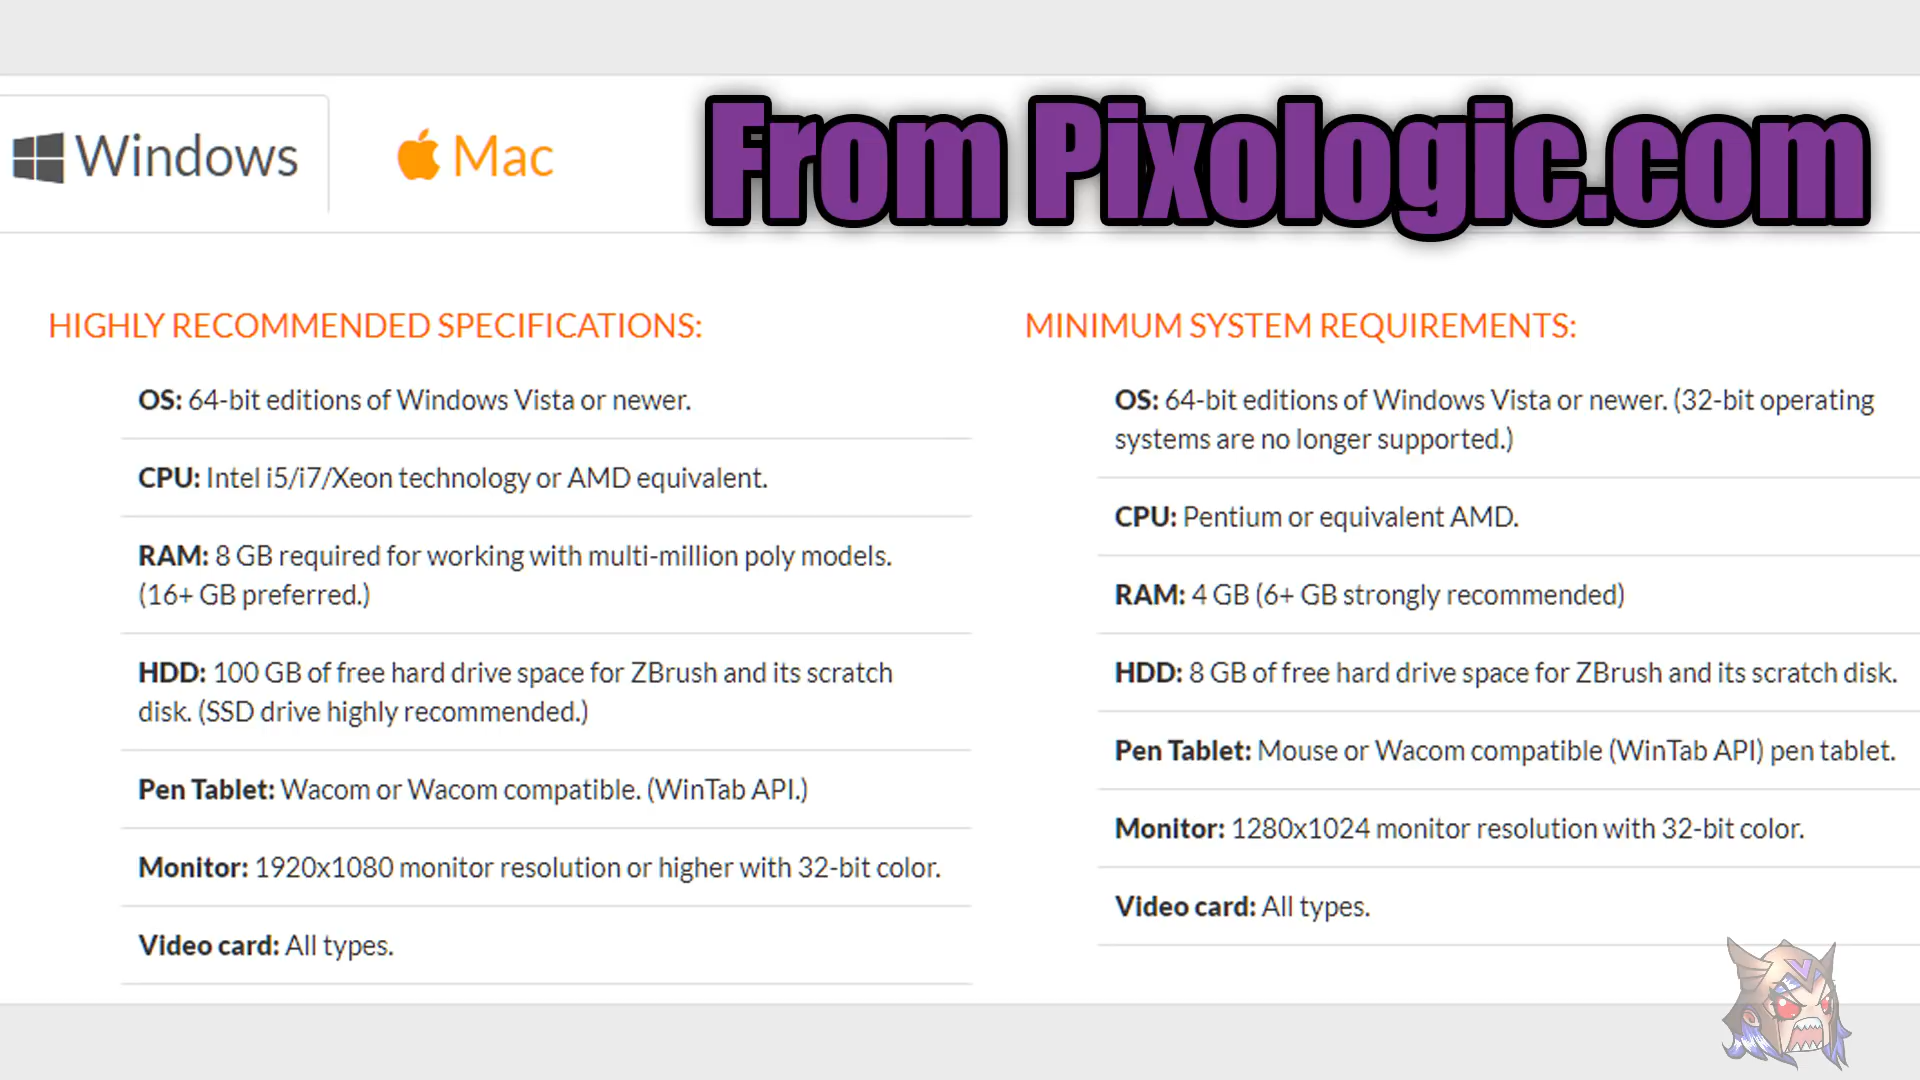 Windows
Mac
From Pixologic.com
HIGHLY RECOMMENDED SPECIFICATIONS:
OS: 64-bit editions of Windows Vista or newer.
CPU: Intel i5/i7/Xeon technology or AMD equivalent.
RAM: 8 GB required for working with multi-million poly models.
(16+ GB preferred.)
HDD: 100 GB of free hard drive space for ZBrush and its scratch
disk. (SSD drive highly recommended.)
Pen Tablet: Wacom or Wacom compatible. (WinTab API.)
Monitor: 1920x1080 monitor resolution or higher with 32-bit color.
Video card: All types.
MINIMUM SYSTEM REQUIREMENTS:
OS: 64-bit editions of Windows Vista or newer. (32-bit operating
systems are no longer supported.)
CPU: Pentium or equivalent AMD.
RAM: 4 GB (6+ GB strongly recommended)
HDD: 8 GB of free hard drive space for ZBrush and its scratch disk.
Pen Tablet: Mouse or Wacom compatible (WinTab API) pen tablet.
Monitor: 1280x1024 monitor resolution with 32-bit color.
Video card: All types.